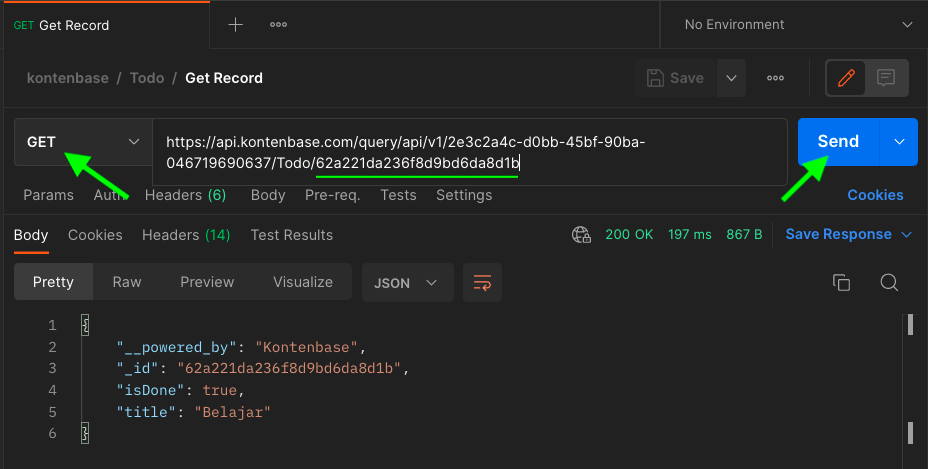 GET Get Record
No Environment
kontenbase / Todo / Get Record
Save
GET
https://api.kontenbase.com/query/api/v1/2e3c2a4c-d0bb-45bf-90ba-
046719690637/Todo/62a221da236f8d9bd6da8d1b
Send
Params Auth Headers (6) Body Pre-req. Tests Settings Cookies
Body Cookies Headers (14) Test Results 200 OK 197 ms 867 B Save Response
Pretty Raw Preview Visualize JSON
1 {
2 "__powered_by": "Kontenbase",
3 "_id": "62a221da236f8d9bd6da8d1b",
4 "isDone": true,
5 "title": "Belajar"
6 }